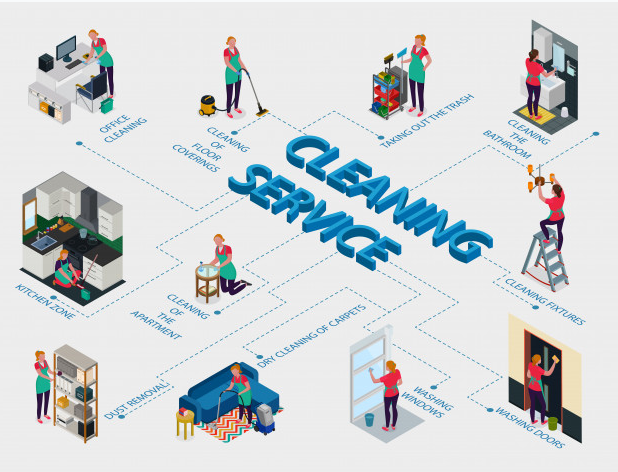 OFFICE
CLEANING
CLEANING
OF
FLOOR
COVERINGS
TAKING OUT THE TRASH
CLEANING
THE
BATHROOM
CLEANING
SERVICE
KITCHEN ZONE
CLEANING
OF
THE
APARTMENT
CLEANING FIXTURES
DUST REMOVAL
DRY CLEANING OF CARPETS
WASHING
WINDOWS
WASHING DOORS